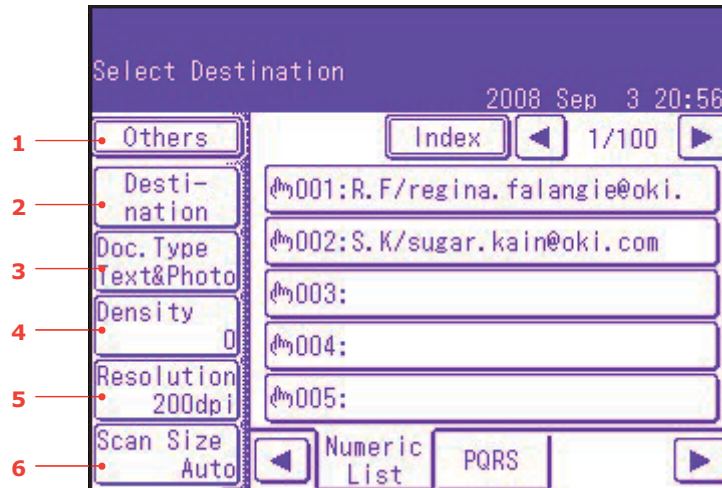 Select Destination
2008 Sep 3 20:56
1
Others
Index
1/100
2
Desti-
nation
001:R.F/regina.falangie@oki.
3
Doc.Type
Text&Photo
002:S.K/sugar.kain@oki.com
4
Density
0
003:
004:
5
Resolution
200dpi
005:
6
Scan Size
Auto
Numeric
List
PQRS